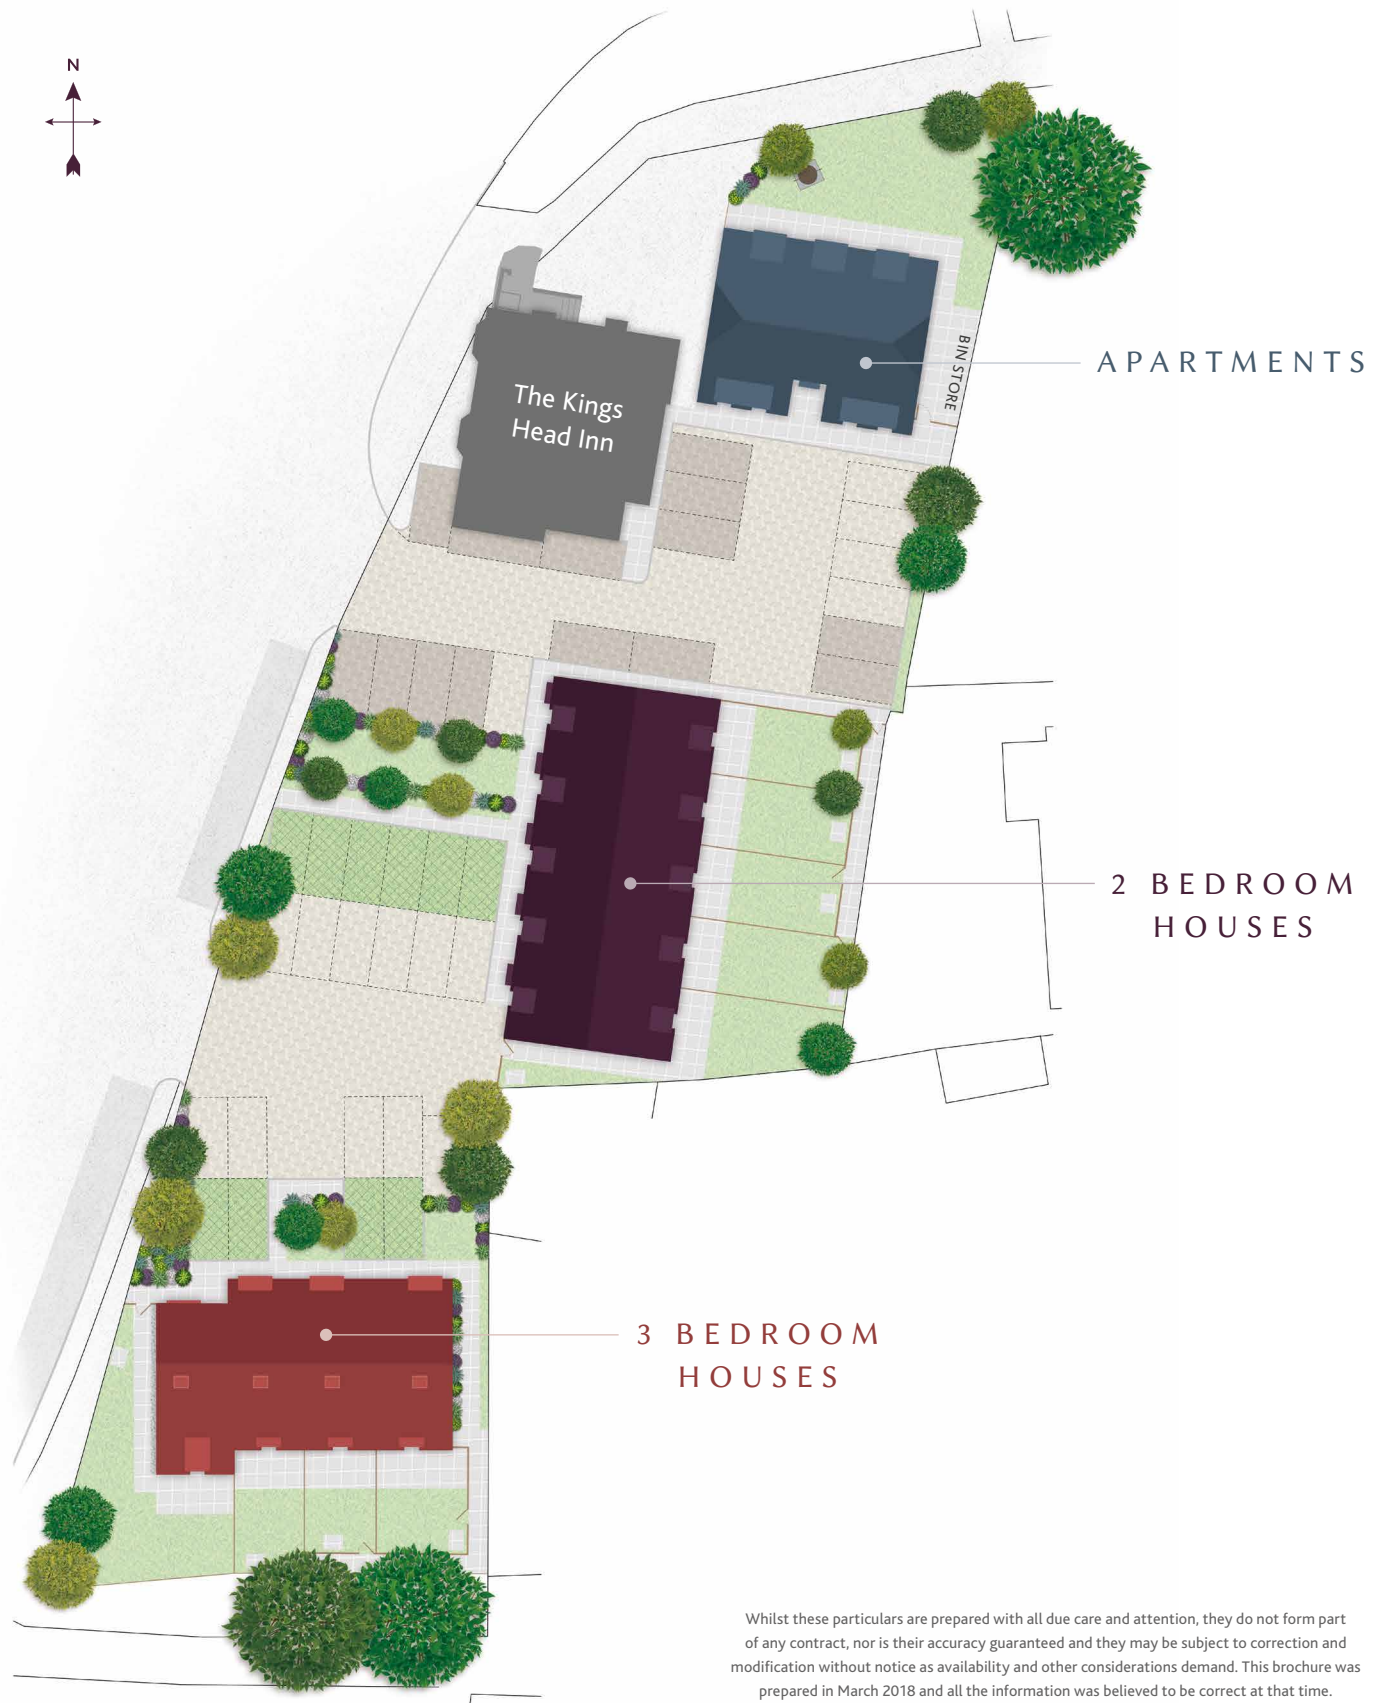 N
The Kings
Head Inn
BIN STORE
APARTMENTS
2 BEDROOM
HOUSES
3 BEDROOM
HOUSES
Whilst these particulars are prepared with all due care and attention, they do not form part
of any contract, nor is their accuracy guaranteed and they may be subject to correction and
modification without notice as availability and other considerations demand. This brochure was
prepared in March 2018 and all the information was believed to be correct at that time.